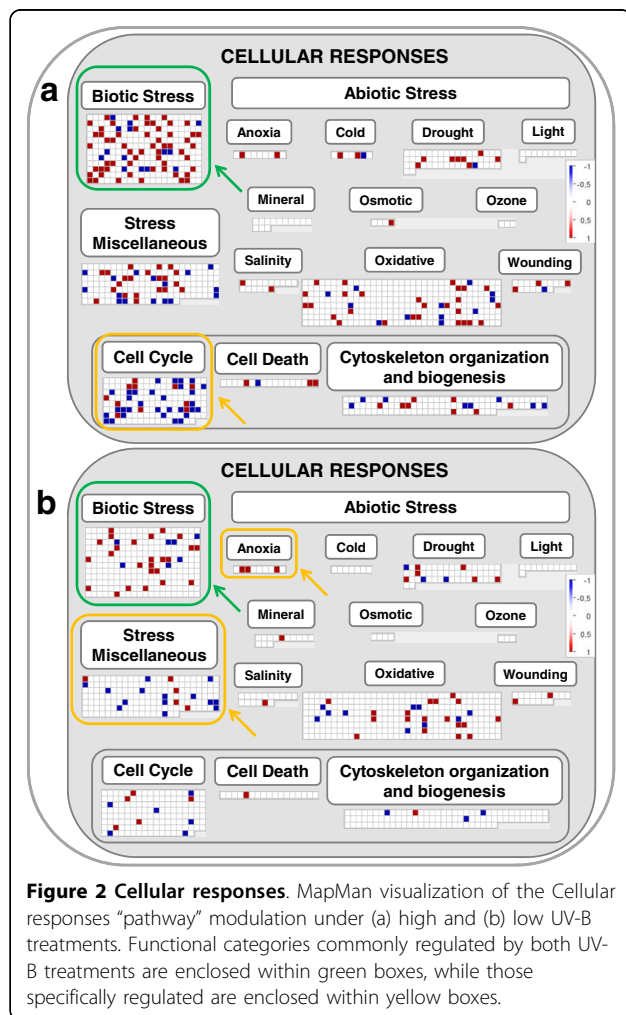 CELLULAR RESPONSES
a
Biotic Stress
Abiotic Stress
Anoxia
Cold
Drought
Light
Mineral
Osmotic
Ozone
-1
-0,5
0
0,5
1
Stress
Miscellaneous
Salinity
Oxidative
Wounding
Cell Cycle
Cell Death
Cytoskeleton organization
and biogenesis
CELLULAR RESPONSES
b
Biotic Stress
Abiotic Stress
Anoxia
Cold
Drought
Light
Mineral
Osmotic
Ozone
-1
-0,5
0
0,5
1
Stress
Miscellaneous
Salinity
Oxidative
Wounding
Cell Cycle
Cell Death
Cytoskeleton organization
and biogenesis
Figure 2 Cellular responses. MapMan visualization of the Cellular
responses “pathway” modulation under (a) high and (b) low UV-B
treatments. Functional categories commonly regulated by both UV-
B treatments are enclosed within green boxes, while those
specifically regulated are enclosed within yellow boxes.